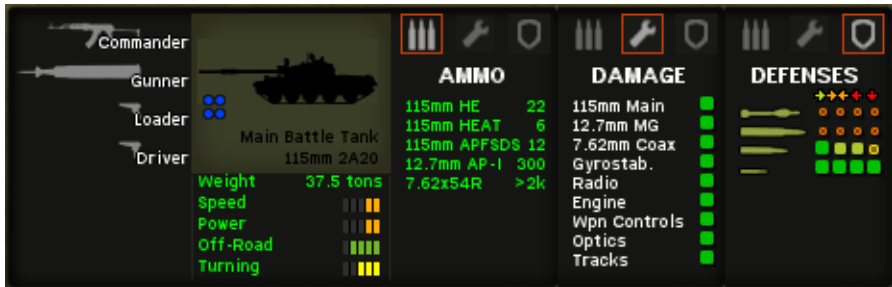 Commander
Gunner
Loader
Driver
Main Battle Tank
115mm 2A20
Weight 37.5 tons
Speed
Power
Off-Road
Turning
AMMO
115mm HE 22
115mm HEAT 6
115mm APFSDS 12
12.7mm AP-I 300
7.62x54R >2k
DAMAGE
115mm Main
12.7mm MG
7.62mm Coax
Gyrostab.
Radio
Engine
Wpn Controls
Optics
Tracks
DEFENSES